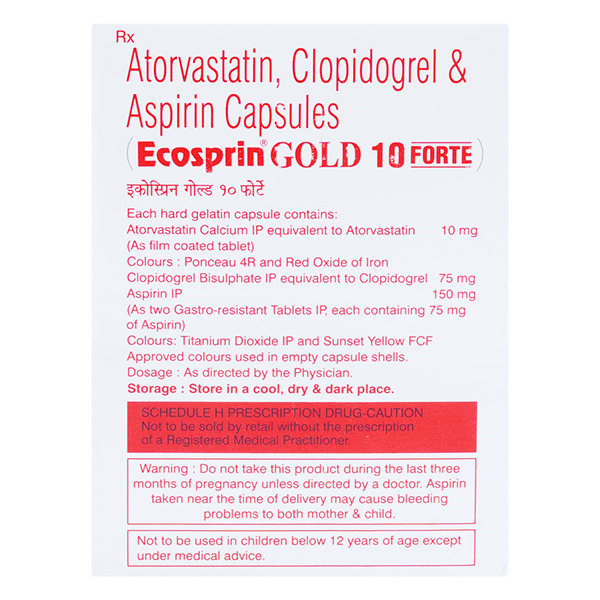 Rx
Atorvastatin, Clopidogrel &
Aspirin Capsules
(Ecosprin® GOLD 10 FORTE)
इकोस्प्रिन गोल्ड १० फोर्टे
Each hard gelatin capsule contains:
Atorvastatin Calcium IP equivalent to Atorvastatin 10 mg
(As film coated tablet)
Colours : Ponceau 4R and Red Oxide of Iron
Clopidogrel Bisulphate IP equivalent to Clopidogrel 75 mg
Aspirin IP 150 mg
(As two Gastro-resistant Tablets IP, each containing 75 mg
of Aspirin)
Colours: Titanium Dioxide IP and Sunset Yellow FCF
Approved colours used in empty capsule shells.
Dosage : As directed by the Physician.
Storage : Store in a cool, dry & dark place.
SCHEDULE H PRESCRIPTION DRUG-CAUTION
Not to be sold by retail without the prescription
of a Registered Medical Practitioner.
Warning : Do not take this product during the last three
months of pregnancy unless directed by a doctor. Aspirin
taken near the time of delivery may cause bleeding
problems to both mother & child.
Not to be used in children below 12 years of age except
under medical advice.